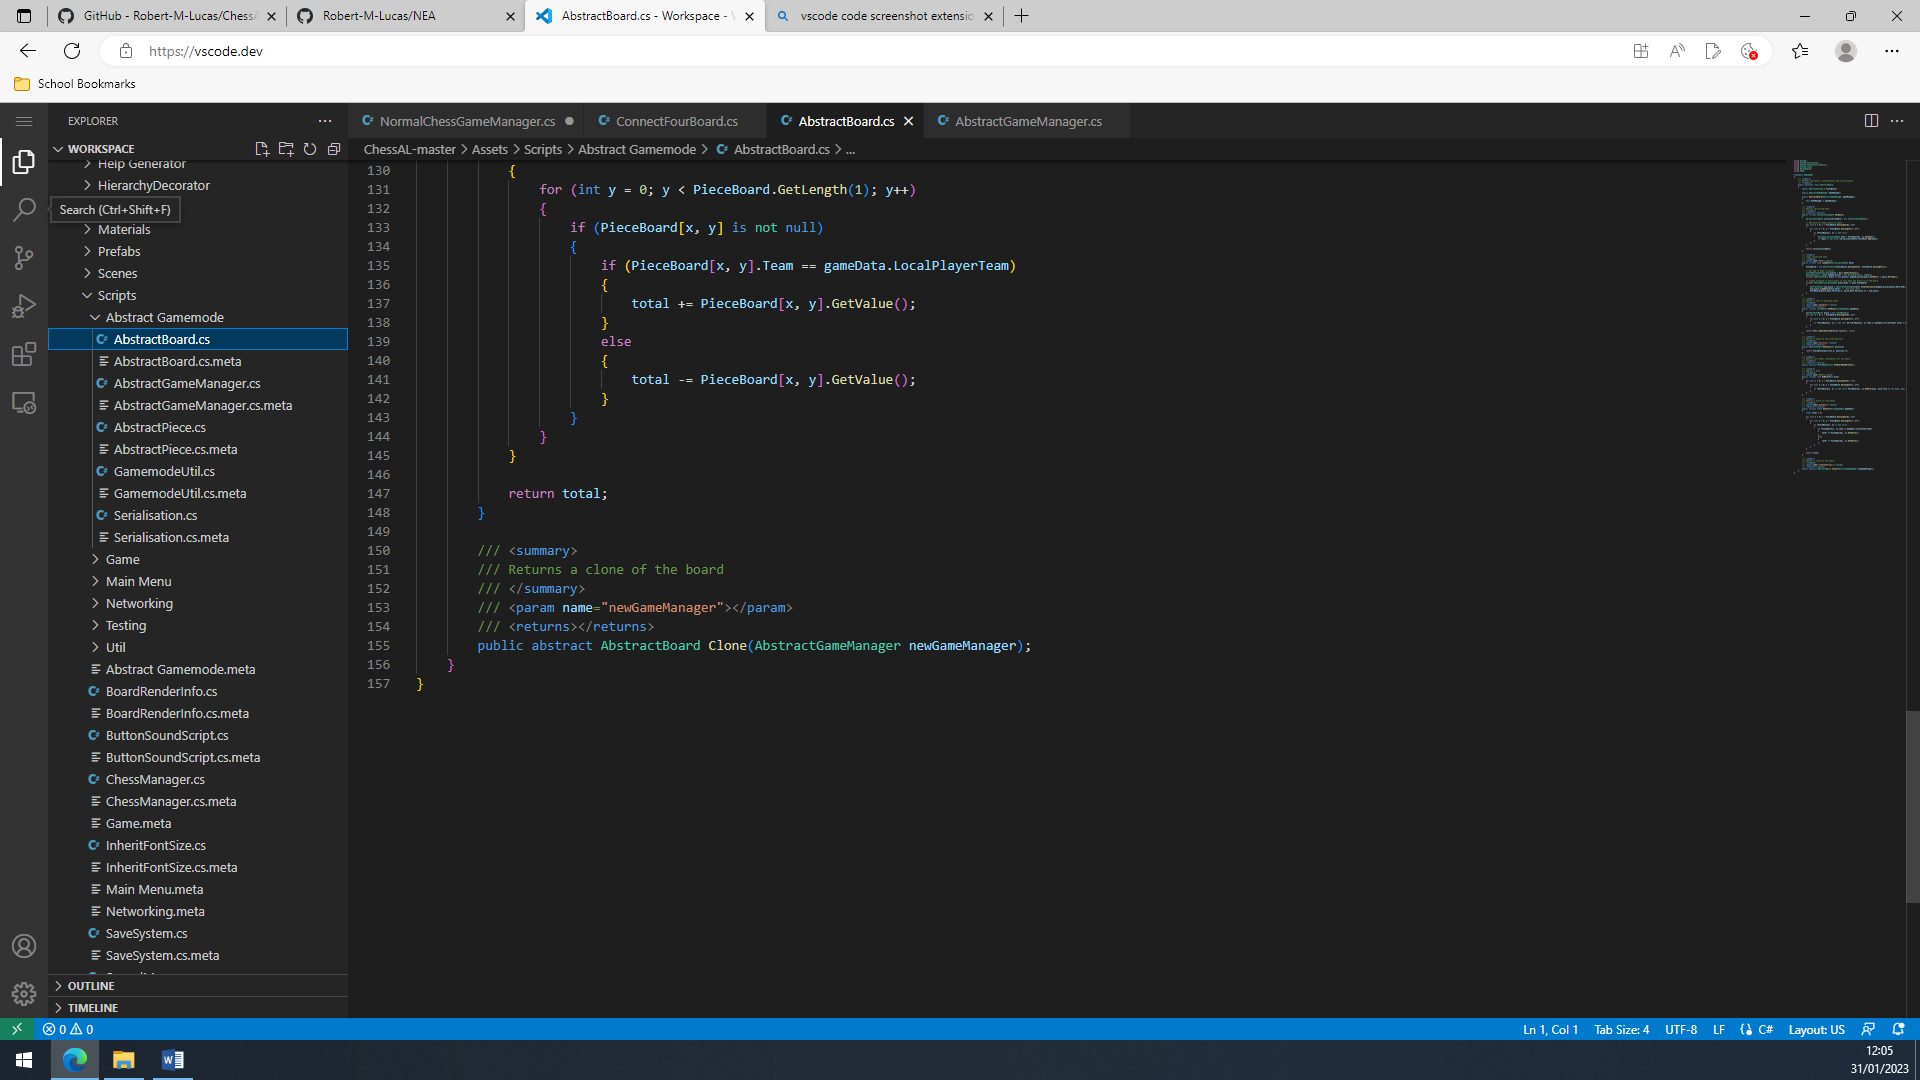 GitHub - Robert-M-Lucas/Chess
Robert-M-Lucas/NEA
AbstractBoard.cs - Workspace -
vscode code screenshot extensio
https://vscode.dev
School Bookmarks
EXPLORER
WORKSPACE
Help Generator
HierarchyDecorator
Search (Ctrl+Shift+F)
Materials
Prefabs
Scenes
Scripts
Abstract Gamemode
AbstractBoard.cs
AbstractBoard.cs.meta
AbstractGameManager.cs
AbstractGameManager.cs.meta
AbstractPiece.cs
AbstractPiece.cs.meta
GamemodeUtil.cs
GamemodeUtil.cs.meta
Serialisation.cs
Serialisation.cs.meta
Game
Main Menu
Networking
Testing
Util
Abstract Gamemode.meta
BoardRenderInfo.cs
BoardRenderInfo.cs.meta
ButtonSoundScript.cs
ButtonSoundScript.cs.meta
ChessManager.cs
ChessManager.cs.meta
Game.meta
InheritFontSize.cs
InheritFontSize.cs.meta
Main Menu.meta
Networking.meta
SaveSystem.cs
SaveSystem.cs.meta
OUTLINE
TIMELINE
NormalChessGameManager.cs
ConnectFourBoard.cs
AbstractBoard.cs
AbstractGameManager.cs
ChessAL-master > Assets > Scripts > Abstract Gamemode > AbstractBoard.cs > ...
130 {
131 for (int y = 0; y < PieceBoard.GetLength(1); y++)
132 {
133 if (PieceBoard[x, y] is not null)
134 {
135 if (PieceBoard[x, y].Team == gameData.LocalPlayerTeam)
136 {
137 total += PieceBoard[x, y].GetValue();
138 }
139 else
140 {
141 total -= PieceBoard[x, y].GetValue();
142 }
143 }
144 }
145 }
146
147 return total;
148 }
149
150 /// <summary>
151 /// Returns a clone of the board
152 /// </summary>
153 /// <param name="newGameManager"></param>
154 /// <returns></returns>
155 public abstract AbstractBoard Clone(AbstractGameManager newGameManager);
156 }
157 }
0 0
Ln 1, Col 1
Tab Size: 4
UTF-8
LF
C#
Layout: US
12:05
31/01/2023